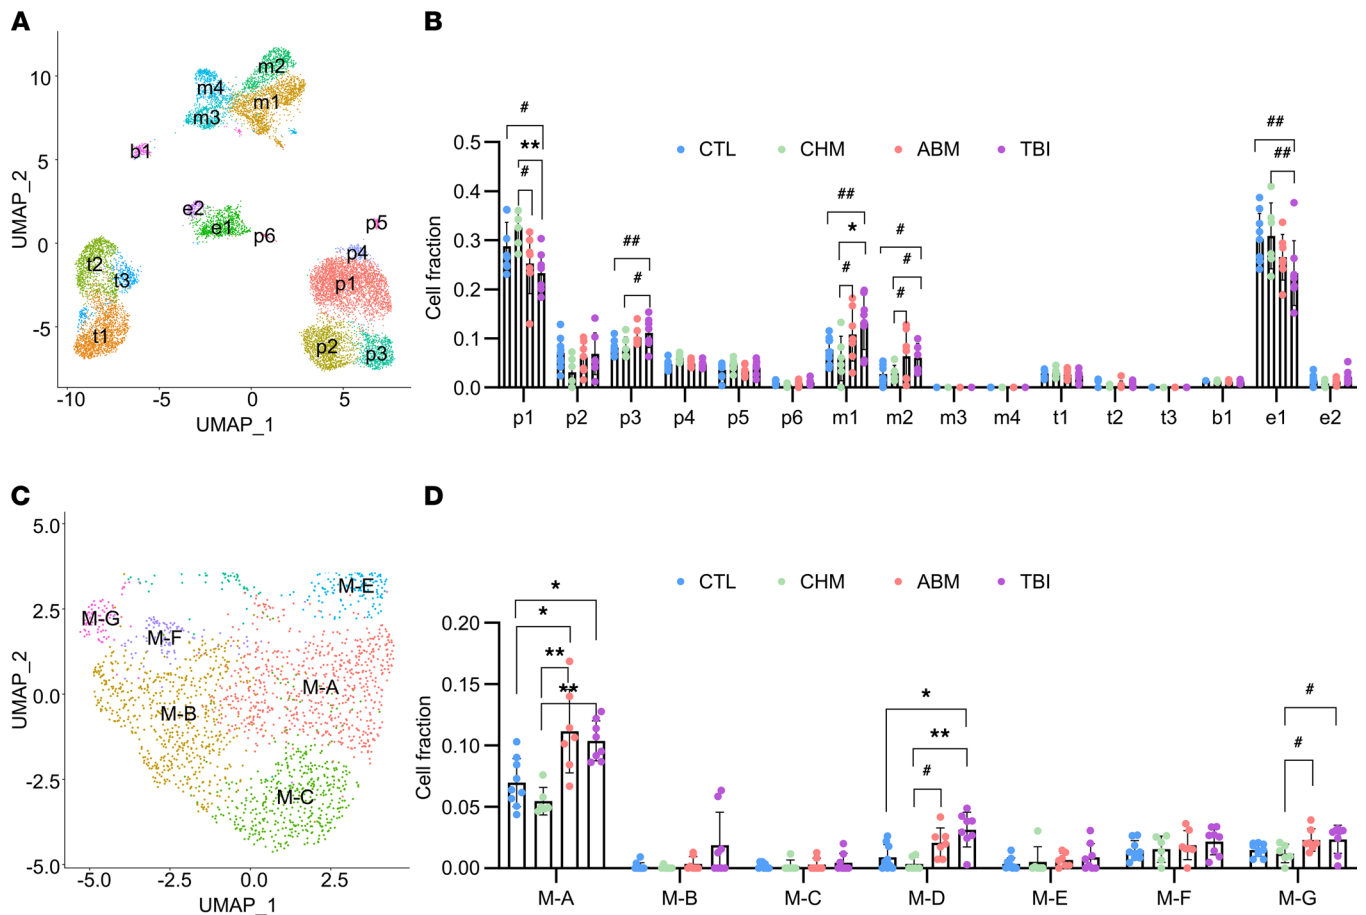 A
10
5
0
-5
-10 -5 0 5
UMAP_1
UMAP_2
m2
m4
m1
m3
b1
e2
e1
p6
p5
p4
p1
p2
p3
t2
t3
t1
B
CTL CHM ABM TBI
Cell fraction
0.5
0.4
0.3
0.2
0.1
0.0
#
**
#
##
#
##
*
#
#
#
#
##
##
p1 p2 p3 p4 p5 p6 m1 m2 m3 m4 t1 t2 t3 b1 e1 e2
C
5.0
2.5
0.0
-2.5
-5.0
-5.0 -2.5 0.0 2.5
UMAP_1
UMAP_2
M-E
M-G
M-F
M-A
M-B
M-C
D
CTL CHM ABM TBI
Cell fraction
0.20
0.15
0.10
0.05
0.00
*
*
**
**
*
**
#
#
#
M-A M-B M-C M-D M-E M-F M-G